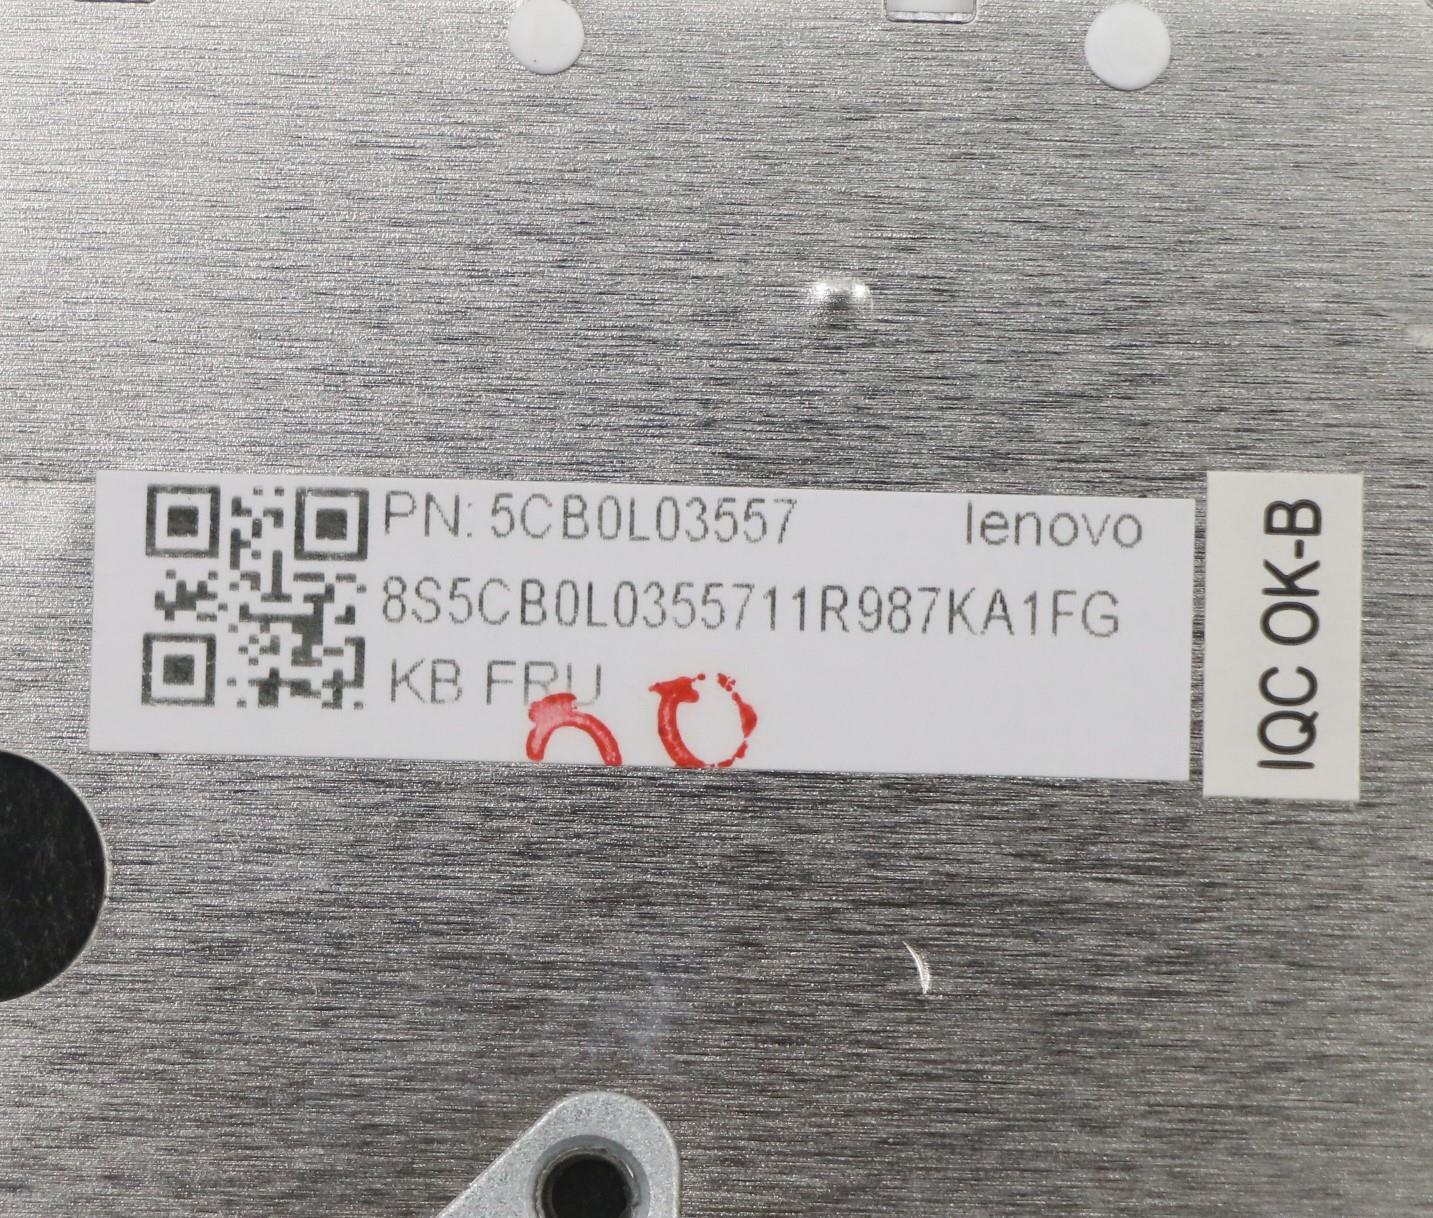 PN: 5CB0L03557 lenovo
8S5CB0L0355711R987KA1FG
KB FRU
IQC OK-B